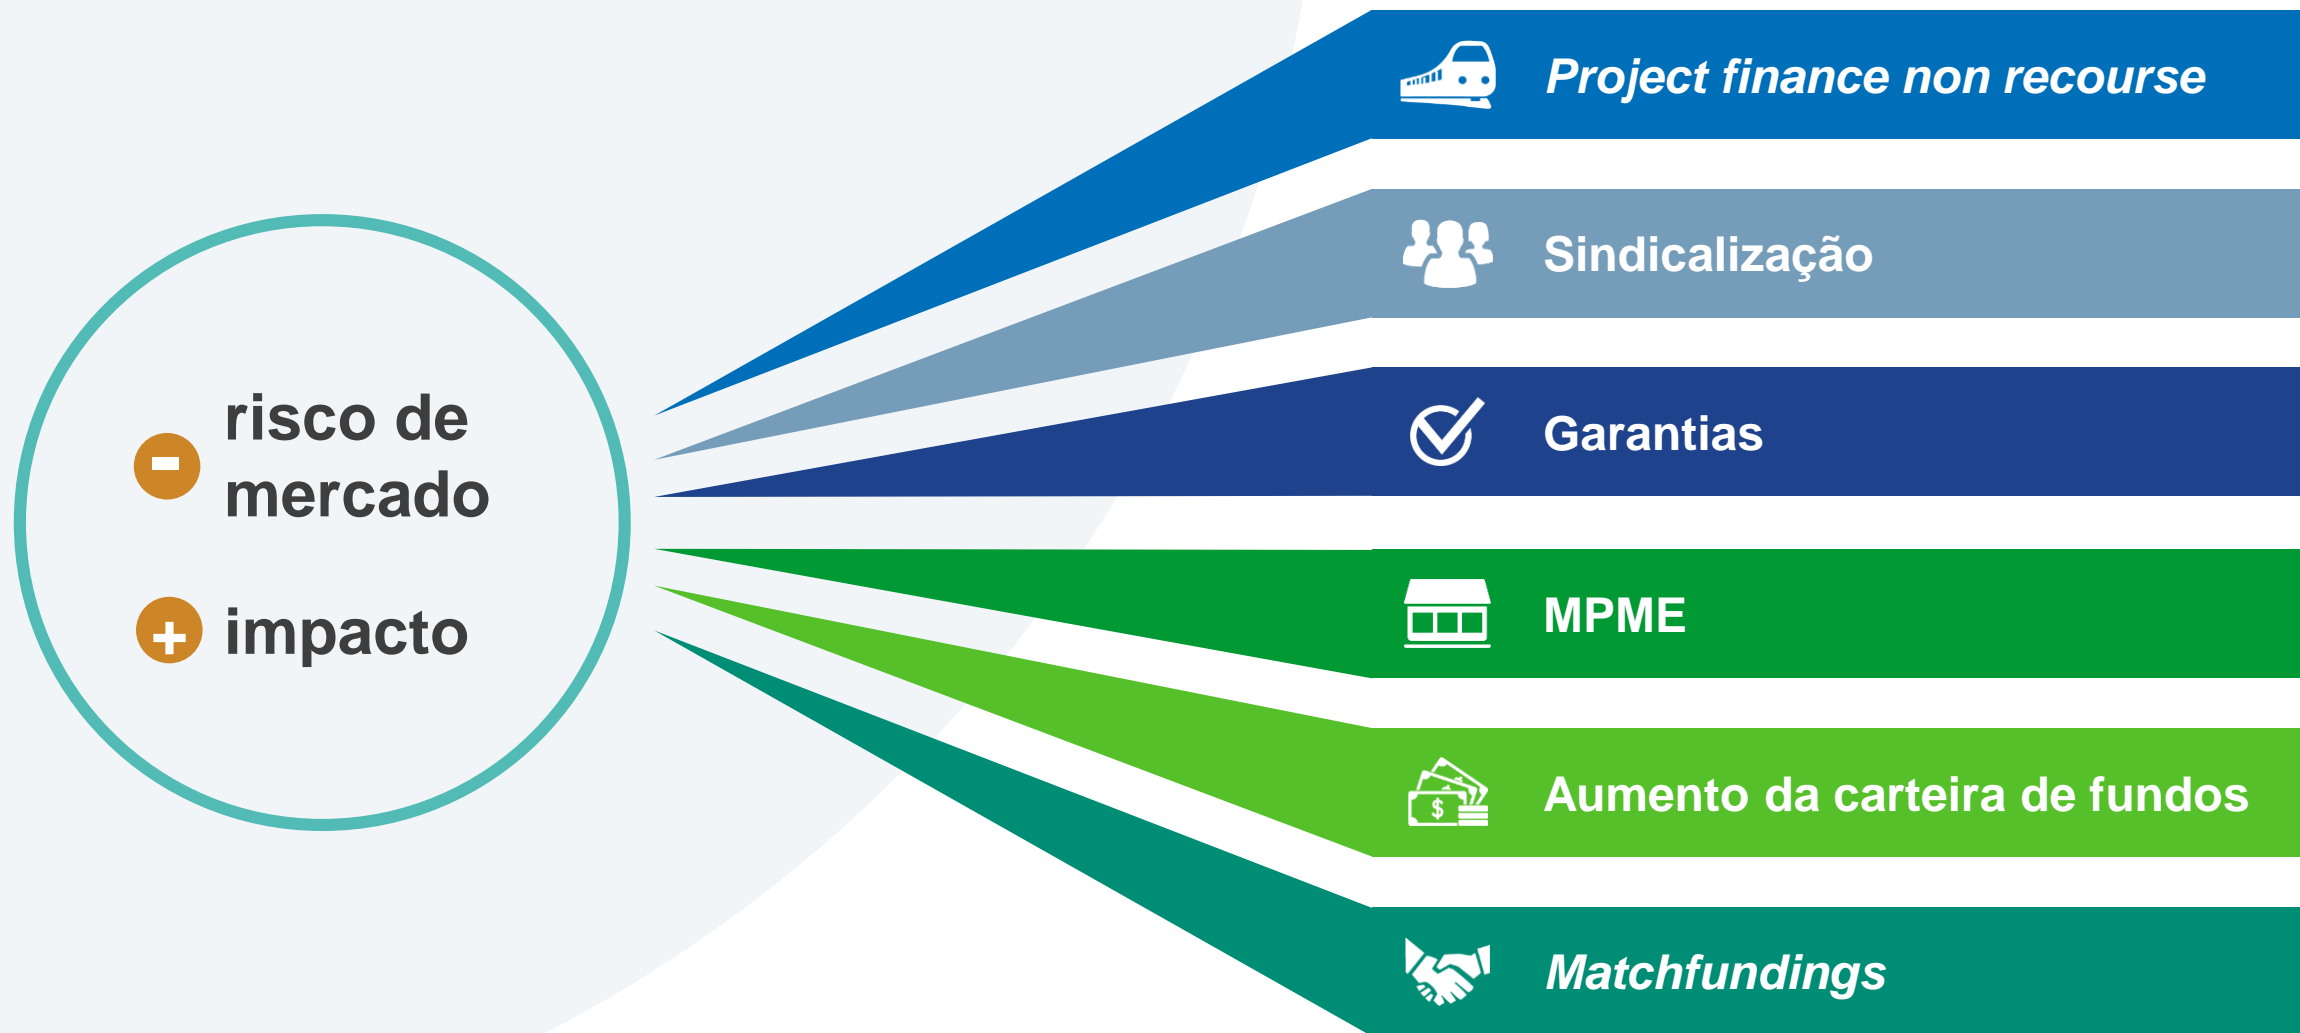 -
risco de
mercado
+
impacto
Project finance non recourse
Sindicalização
Garantias
MPME
$
Aumento da carteira de fundos
Matchfundings